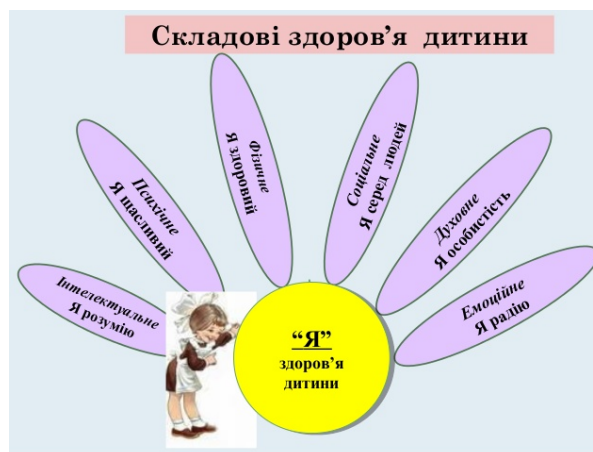 Складові здоров’я дитини
Інтелектуальне
Я розумію
Психічне
Я щасливий
Фізичне
Я здоровий
Соціальне
Я серед людей
Духовне
Я особистість
Емоційне
Я радію
“Я”
здоров’я
дитини